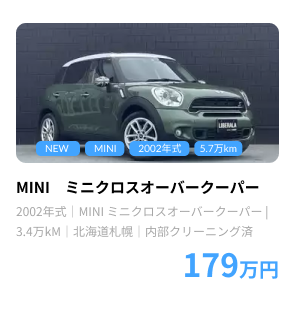 LIBERALA
NEW MINI 2002年式 5.7万km
MINI　ミニクロスオーバークーパー
2002年式｜MINI ミニクロスオーバークーパー｜
3.4万kM｜北海道札幌｜内部クリーニング済
179万円